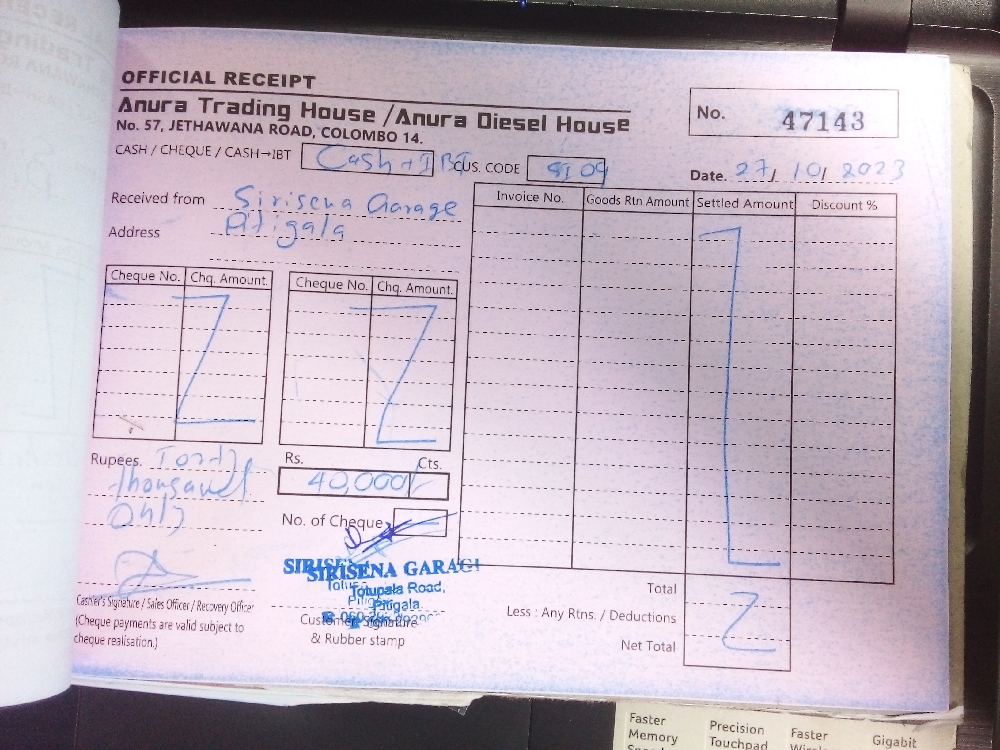 OFFICIAL RECEIPT
Anura Trading House / Anura Diesel House
No. 57, JETHAWANA ROAD, COLOMBO 14.
No. 47143
CASH / CHEQUE / CASH→IBT Cash + IBT CUS. CODE
Date. 27/ 10/ 2023
Received from Sirisena Garage
Address Pitigala
Invoice No. Goods Rtn Amount Settled Amount Discount %
Cheque No. Chq. Amount. Cheque No. Chq. Amount.
Rupees.
thousand
only
Rs. Cts.
40,000/
No. of Cheque
SIRISENA GARAGE
Totupala Road,
Pitigala.
Cashier's Signature / Sales Officer / Recovery Officer
(Cheque payments are valid subject to
cheque realisation.)
Customer Signature
& Rubber stamp
Total
Less : Any Rtns. / Deductions
Net Total
Faster
Memory
Precision
Touchpad
Faster
Gigabit